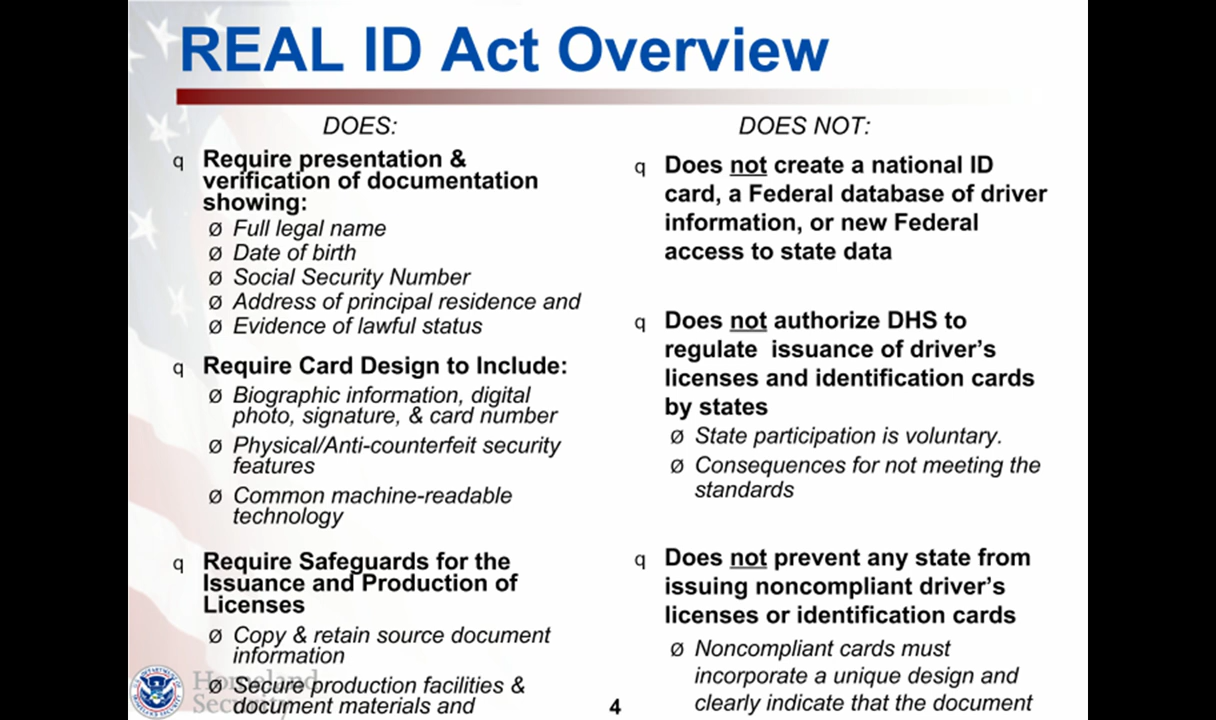 REAL ID Act Overview
DOES:
q Require presentation &
verification of documentation
showing:
Ø Full legal name
Ø Date of birth
Ø Social Security Number
Ø Address of principal residence and
Ø Evidence of lawful status
q Require Card Design to Include:
Ø Biographic information, digital
photo, signature, & card number
Ø Physical/Anti-counterfeit security
features
Ø Common machine-readable
technology
q Require Safeguards for the
Issuance and Production of
Licenses
Ø Copy & retain source document
information
Ø Secure production facilities &
document materials and
DOES NOT:
q Does not create a national ID
card, a Federal database of driver
information, or new Federal
access to state data
q Does not authorize DHS to
regulate  issuance of driver’s
licenses and identification cards
by states
Ø State participation is voluntary.
Ø Consequences for not meeting the
standards
q Does not prevent any state from
issuing noncompliant driver’s
licenses or identification cards
Ø Noncompliant cards must
incorporate a unique design and
clearly indicate that the document
Homeland
Security
4